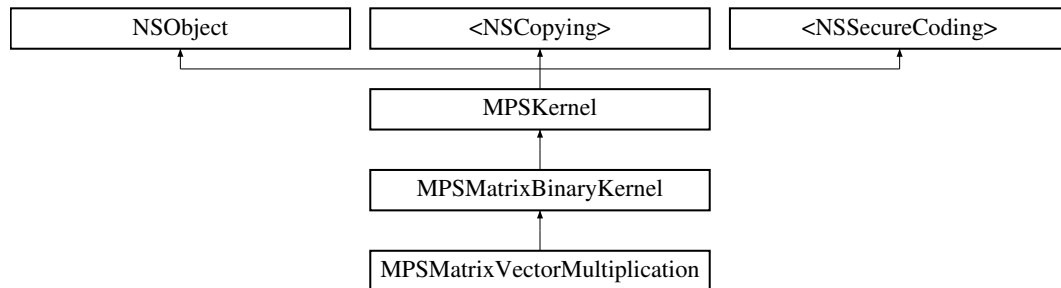 NSObject
<NSCopying>
<NSSecureCoding>
MPSKernel
MPSMatrixBinaryKernel
MPSMatrixVectorMultiplication